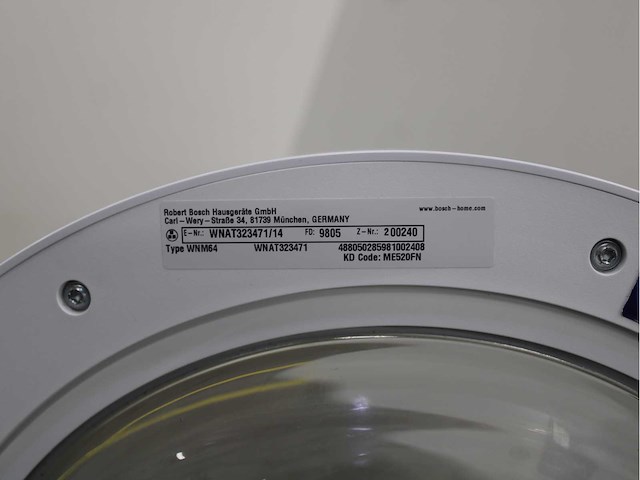 Robert Bosch Hausgeräte GmbH www.bosch-home.com
Carl-Wery-Straße 34, 81739 München, GERMANY
E-Nr.: WNAT323471/14 FD: 9805 Z-Nr.: 200240
Type WNM64 WNAT323471 488050285981002408
KD Code: ME520FN